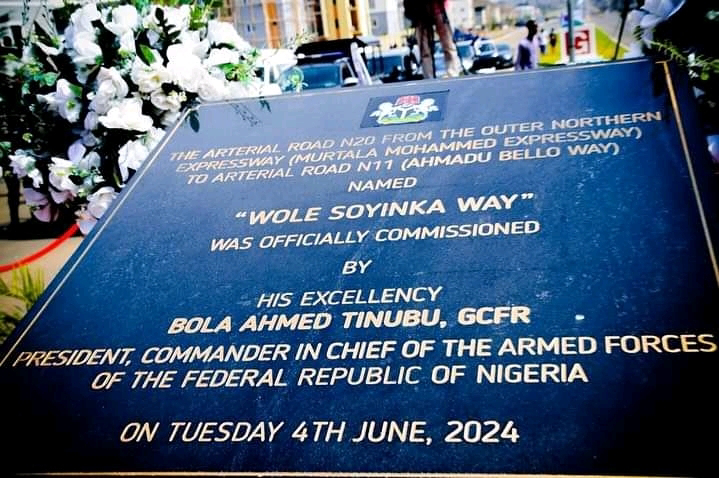 THE ARTERIAL ROAD N20 FROM THE OUTER NORTHERN
EXPRESSWAY (MURTALA MOHAMMED EXPRESSWAY)
TO ARTERIAL ROAD N11 (AHMADU BELLO WAY)
NAMED
"WOLE SOYINKA WAY"
WAS OFFICIALLY COMMISSIONED
BY
HIS EXCELLENCY
BOLA AHMED TINUBU, GCFR
PRESIDENT, COMMANDER IN CHIEF OF THE ARMED FORCES
OF THE FEDERAL REPUBLIC OF NIGERIA
ON TUESDAY 4TH JUNE, 2024